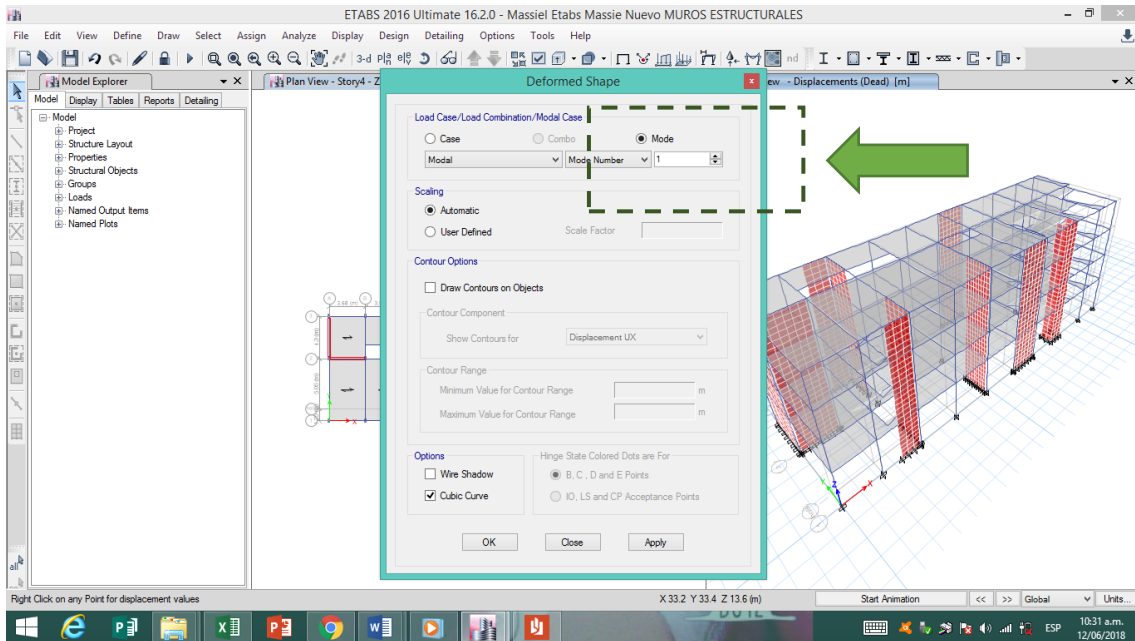 ETABS 2016 Ultimate 16.2.0 - Massiel Etabs Massie Nuevo MUROS ESTRUCTURALES
File Edit View Define Draw Select Assign Analyze Display Design Detailing Options Tools Help
3-d nd
Model Explorer
Plan View - Story4 - Z
Deformed Shape
ew - Displacements (Dead) [m]
Model Display Tables Reports Detailing
Model
Project
Structure Layout
Properties
Structural Objects
Groups
Loads
Named Output Items
Named Plots
Load Case/Load Combination/Modal Case
Case Combo Mode
Modal Mode Number 1
Scaling
Automatic
User Defined Scale Factor
Contour Options
Draw Contours on Objects
Contour Component
Show Contours for Displacement UX
Contour Range
Minimum Value for Contour Range m
Maximum Value for Contour Range m
Options
Wire Shadow
Cubic Curve
Hinge State Colored Dots are For
B, C , D and E Points
IO, LS and CP Acceptance Points
OK Close Apply
3.68 (m)
X
Y Z X
all
Right Click on any Point for displacement values
X 33.2 Y 33.4 Z 13.6 (m)
Start Animation << >> Global Units...
ESP
10:31 a.m.
12/06/2018